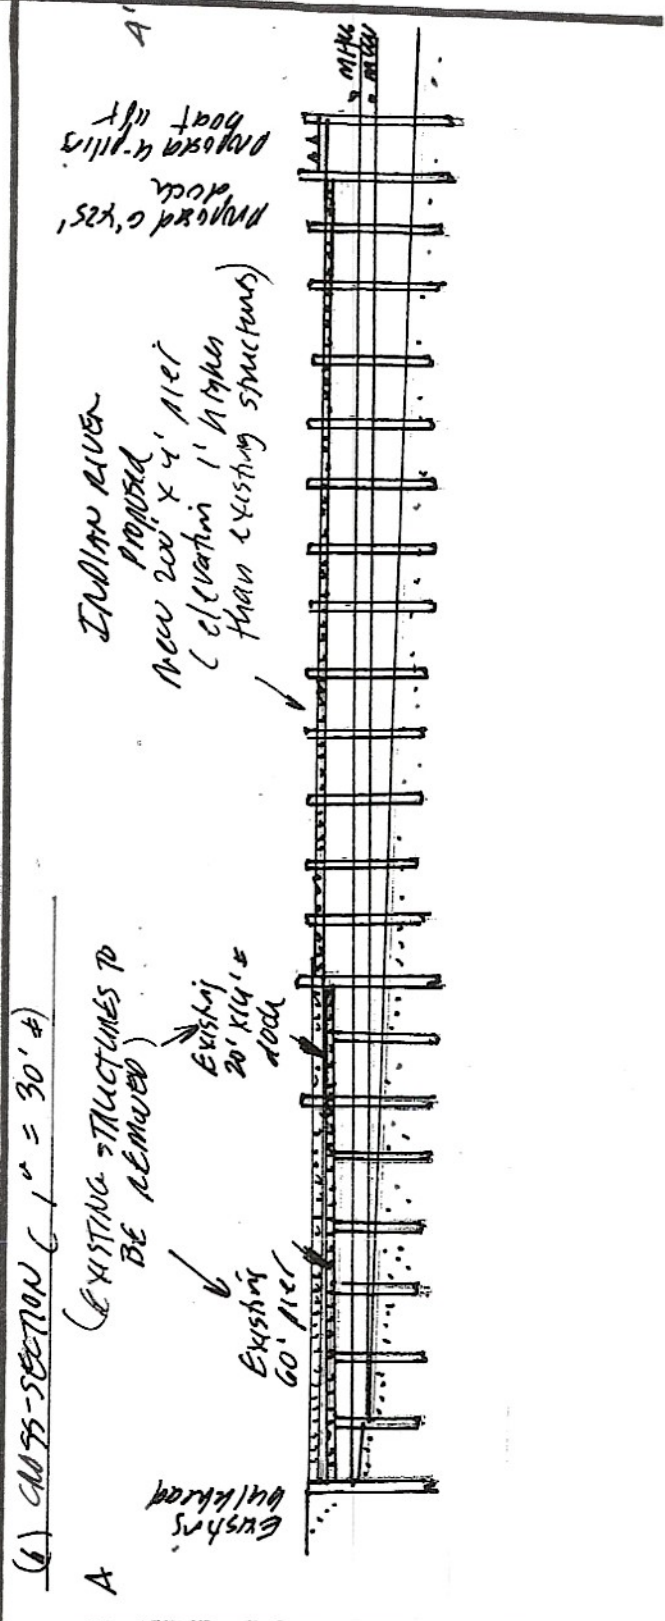 (b) CROSS-SECTION ( 1" = 30' ± )
A
A'
(EXISTING STRUCTURES TO
BE REMOVED)
Existing
bulkhead
Existing
60' pier
Existing
20' x 14' ±
dock
INDIAN RIVER
PROPOSED
New 200' x 4' pier
( elevation 1' higher
than existing structures)
proposed 6'x25'
dock
proposed 4-piling
boat lift
MHW
MLW